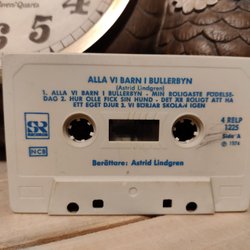 Quartz
ALLA VI BARN I BULLERBYN
(Astrid Lindgren)
1. ALLA VI BARN I BULLERBYN - MIN ROLIGASTE FÖDELSE-
DAG 2. HUR OLLE FICK SIN HUND - DET ÄR ROLIGT ATT HA
ETT EGET DJUR 3. VI BÖRJAR SKOLAN IGEN
SR
4 RELP
1225
Side A
NCB
℗ 1974
Berättare: Astrid Lindgren